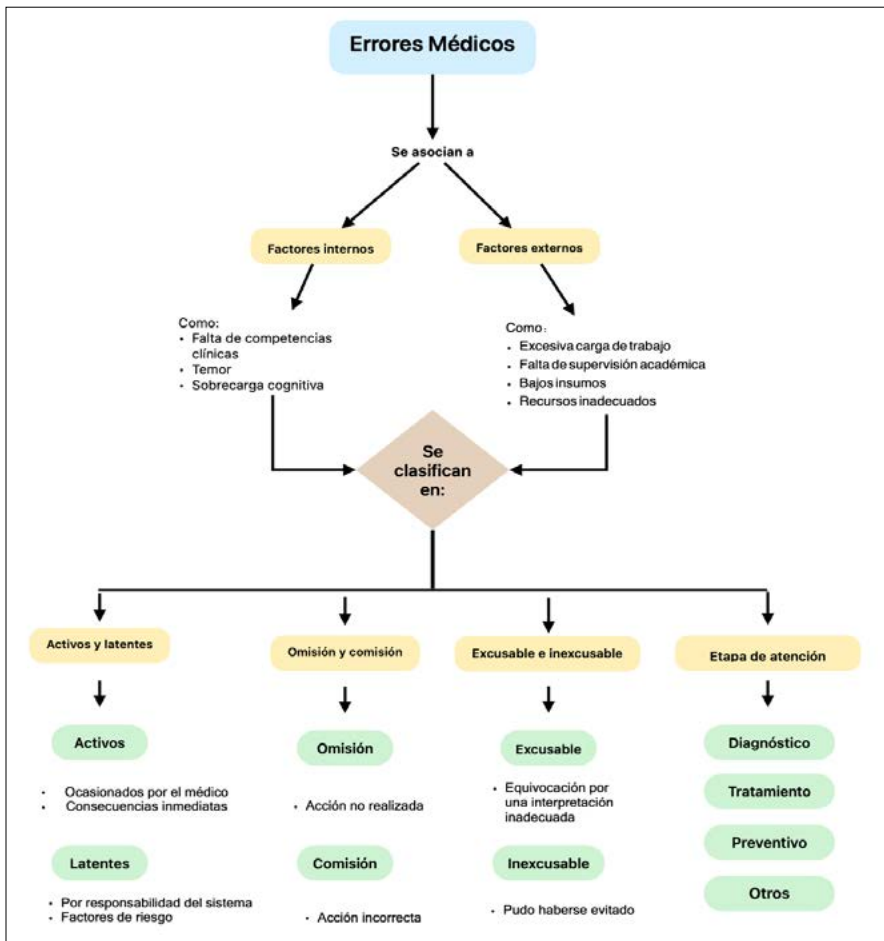 Errores Médicos
Se asocian a
Factores internos
Factores externos
Como:
• Falta de competencias
clínicas
• Temor
• Sobrecarga cognitiva
Como:
• Excesiva carga de trabajo
• Falta de supervisión académica
• Bajos insumos
• Recursos inadecuados
Se
clasifican
en:
Activos y latentes
Omisión y comisión
Excusable e inexcusable
Etapa de atención
Activos
• Ocasionados por el médico
• Consecuencias inmediatas
Latentes
• Por responsabilidad del sistema
• Factores de riesgo
Omisión
• Acción no realizada
Comisión
• Acción incorrecta
Excusable
• Equivocación por
una interpretación
inadecuada
Inexcusable
• Pudo haberse evitado
Diagnóstico
Tratamiento
Preventivo
Otros